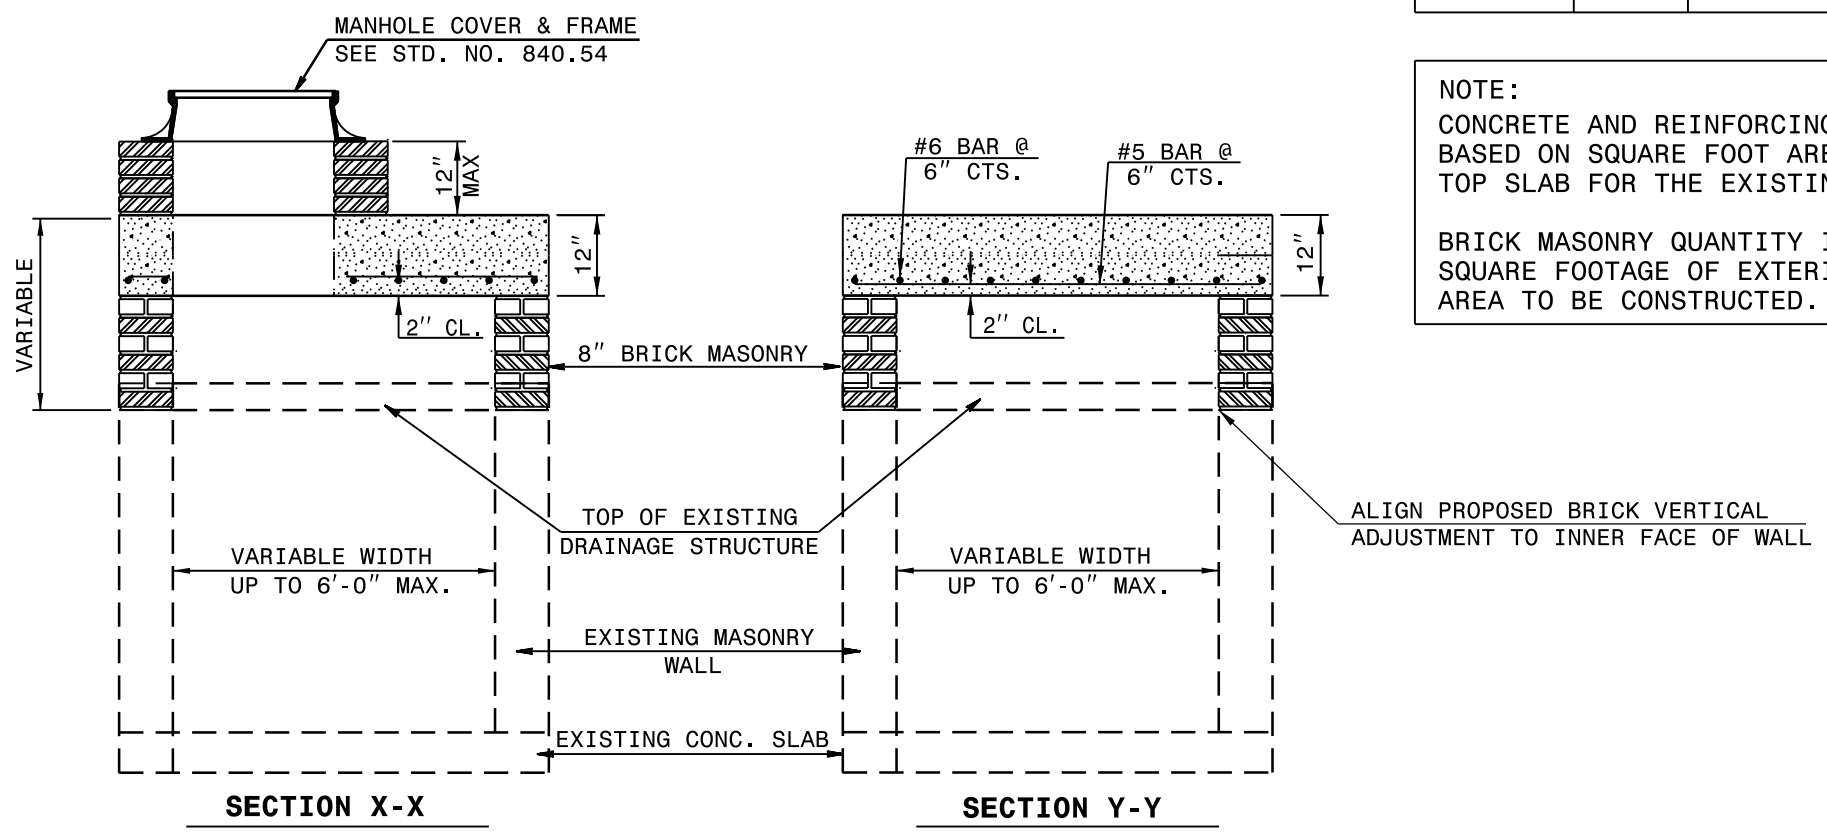 MANHOLE COVER & FRAME
SEE STD. NO. 840.54
12" MAX
12"
VARIABLE
2" CL.
8" BRICK MASONRY
#6 BAR @
6" CTS.
#5 BAR @
6" CTS.
12"
2" CL.
TOP OF EXISTING
DRAINAGE STRUCTURE
VARIABLE WIDTH
UP TO 6'-0" MAX.
VARIABLE WIDTH
UP TO 6'-0" MAX.
ALIGN PROPOSED BRICK VERTICAL
ADJUSTMENT TO INNER FACE OF WALL
EXISTING MASONRY
WALL
EXISTING CONC. SLAB
SECTION X-X
SECTION Y-Y
NOTE:
CONCRETE AND REINFORCING
BASED ON SQUARE FOOT
TOP SLAB FOR THE
BRICK MASONRY QUANTITY
SQUARE FOOTAGE OF
AREA TO BE CONSTRUCTED.